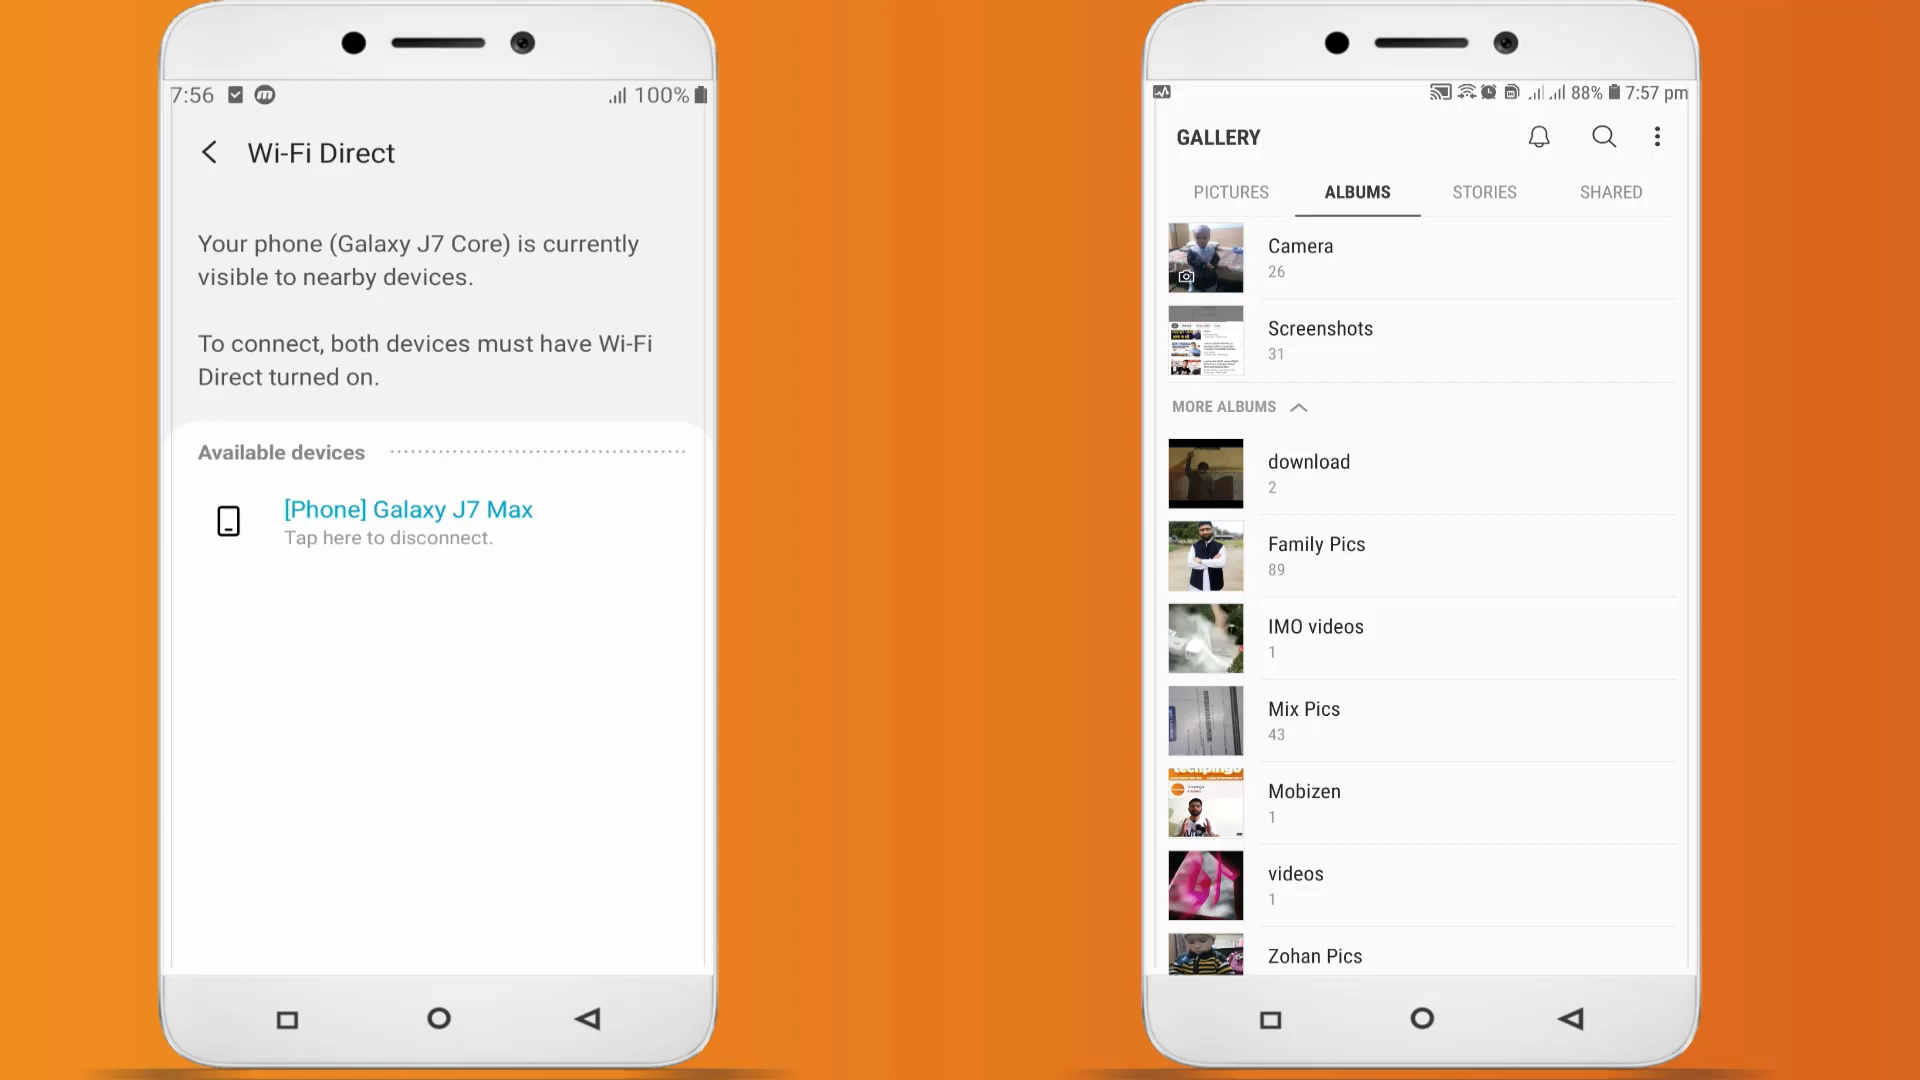 7:56
100%
Wi-Fi Direct
Your phone (Galaxy J7 Core) is currently
visible to nearby devices.
To connect, both devices must have Wi-Fi
Direct turned on.
Available devices
[Phone] Galaxy J7 Max
Tap here to disconnect.
88% 7:57 pm
GALLERY
PICTURES ALBUMS STORIES SHARED
Camera
26
Screenshots
31
MORE ALBUMS
download
2
Family Pics
89
IMO videos
1
Mix Pics
43
Mobizen
1
videos
1
Zohan Pics